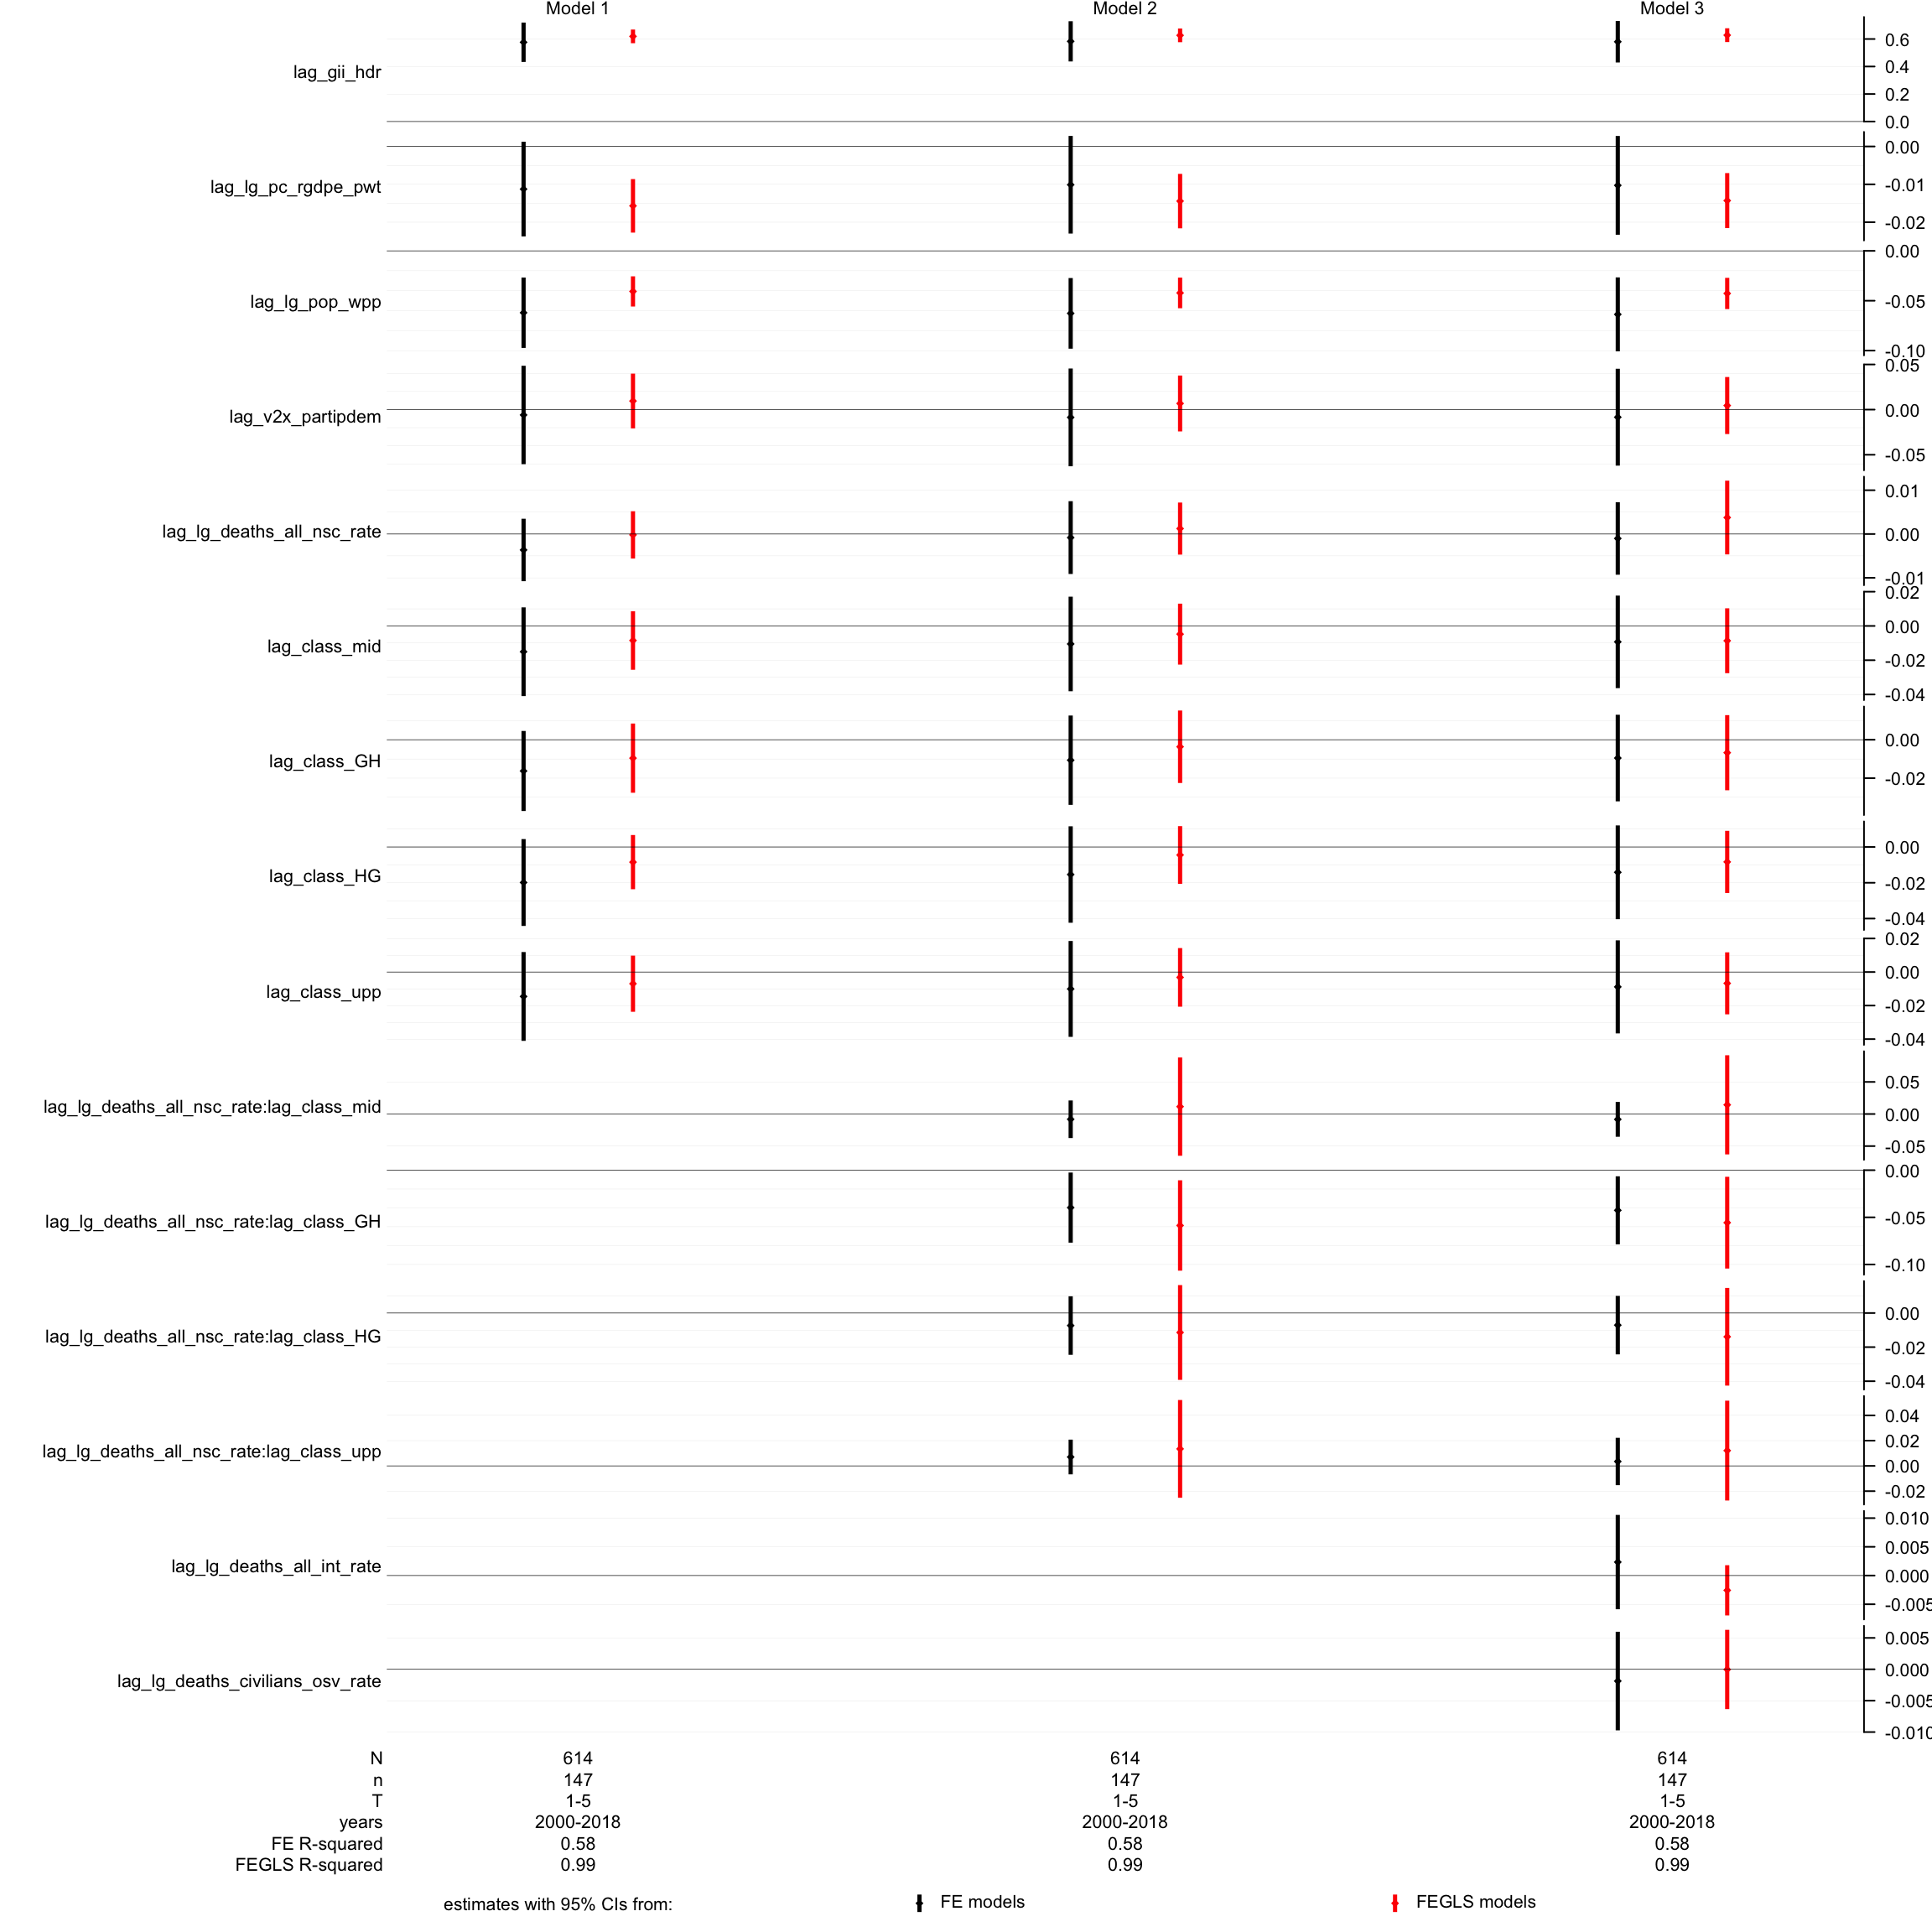 Model 1 Model 2 Model 3
lag_gii_hdr
0.6
0.4
0.2
0.0
lag_lg_pc_rgdpe_pwt
0.00
-0.01
-0.02
lag_lg_pop_wpp
0.00
-0.05
-0.10
lag_v2x_partipdem
0.05
0.00
-0.05
lag_lg_deaths_all_nsc_rate
0.01
0.00
-0.01
lag_class_mid
0.02
0.00
-0.02
-0.04
lag_class_GH
0.00
-0.02
lag_class_HG
0.00
-0.02
-0.04
lag_class_upp
0.02
0.00
-0.02
-0.04
lag_lg_deaths_all_nsc_rate:lag_class_mid
0.05
0.00
-0.05
lag_lg_deaths_all_nsc_rate:lag_class_GH
0.00
-0.05
-0.10
lag_lg_deaths_all_nsc_rate:lag_class_HG
0.00
-0.02
-0.04
lag_lg_deaths_all_nsc_rate:lag_class_upp
0.04
0.02
0.00
-0.02
lag_lg_deaths_all_int_rate
0.010
0.005
0.000
-0.005
lag_lg_deaths_civilians_osv_rate
0.005
0.000
-0.005
-0.010
N 614 614 614
n 147 147 147
T 1-5 1-5 1-5
years 2000-2018 2000-2018 2000-2018
FE R-squared 0.58 0.58 0.58
FEGLS R-squared 0.99 0.99 0.99
estimates with 95% CIs from: FE models FEGLS models